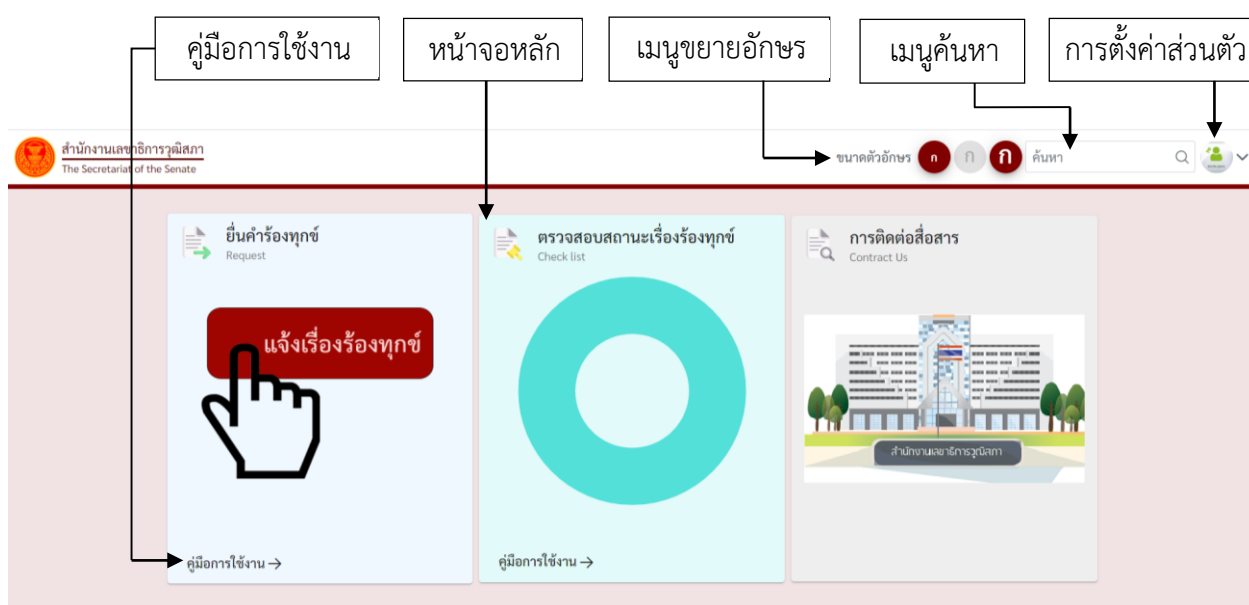 คู่มือการใช้งาน
หน้าจอหลัก
เมนูขยายอักษร
เมนูค้นหา
การตั้งค่าส่วนตัว
สำนักงานเลขาธิการวุฒิสภา
The Secretariat of the Senate
ขนาดตัวอักษร ก ก ก ค้นหา
ยื่นคำร้องทุกข์
Request
แจ้งเรื่องร้องทุกข์
คู่มือการใช้งาน →
ตรวจสอบสถานะเรื่องร้องทุกข์
Check list
คู่มือการใช้งาน →
การติดต่อสื่อสาร
Contract Us
สำนักงานเลขาธิการวุฒิสภา